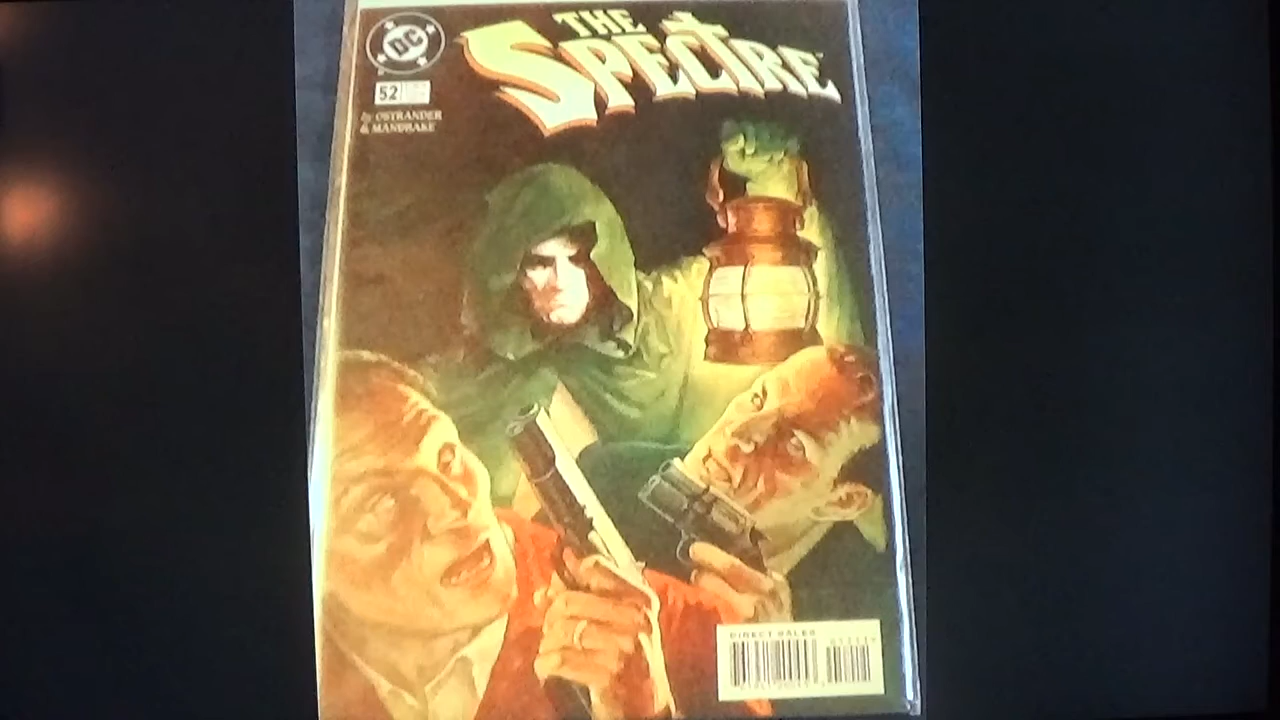 DC
THE
SPECTRE
52
by OSTRANDER
& MANDRAKE
DIRECT SALES